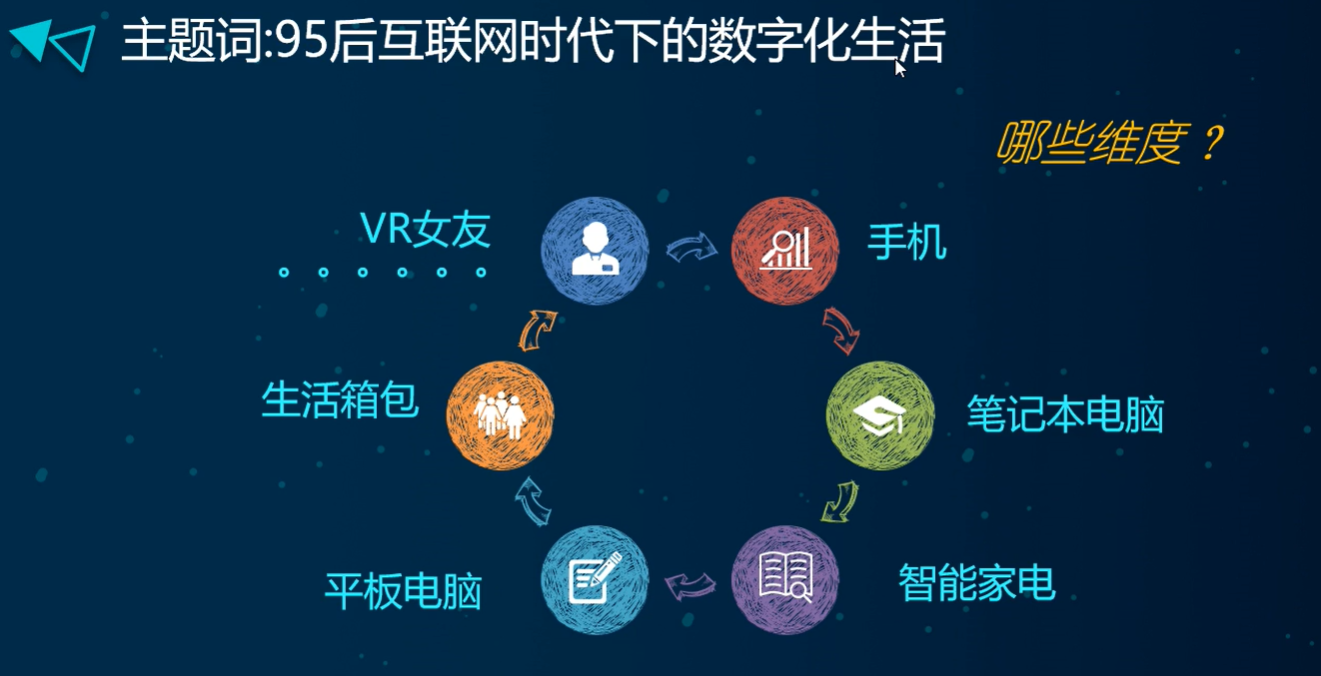 主题词:95后互联网时代下的数字化生活
哪些维度？
VR女友
手机
生活箱包
笔记本电脑
平板电脑
智能家电